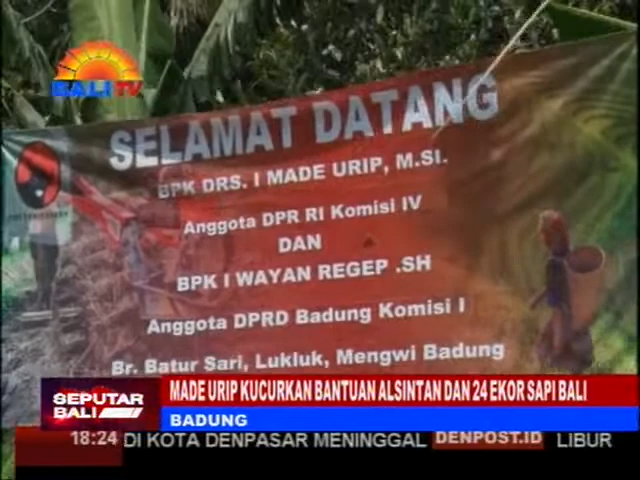 BALI TV
SELAMAT DATANG
BPK DRS. I MADE URIP, M.SI.
Anggota DPR RI Komisi IV
DAN
BPK I WAYAN REGEP .SH
Anggota DPRD Badung Komisi I
Br. Batur Sari, Lukluk, Mengwi Badung
SEPUTAR BALI
MADE URIP KUCURKAN BANTUAN ALSINTAN DAN 24 EKOR SAPI BALI
BADUNG
18:24 DI KOTA DENPASAR MENINGGAL DENPOST.ID LIBUR